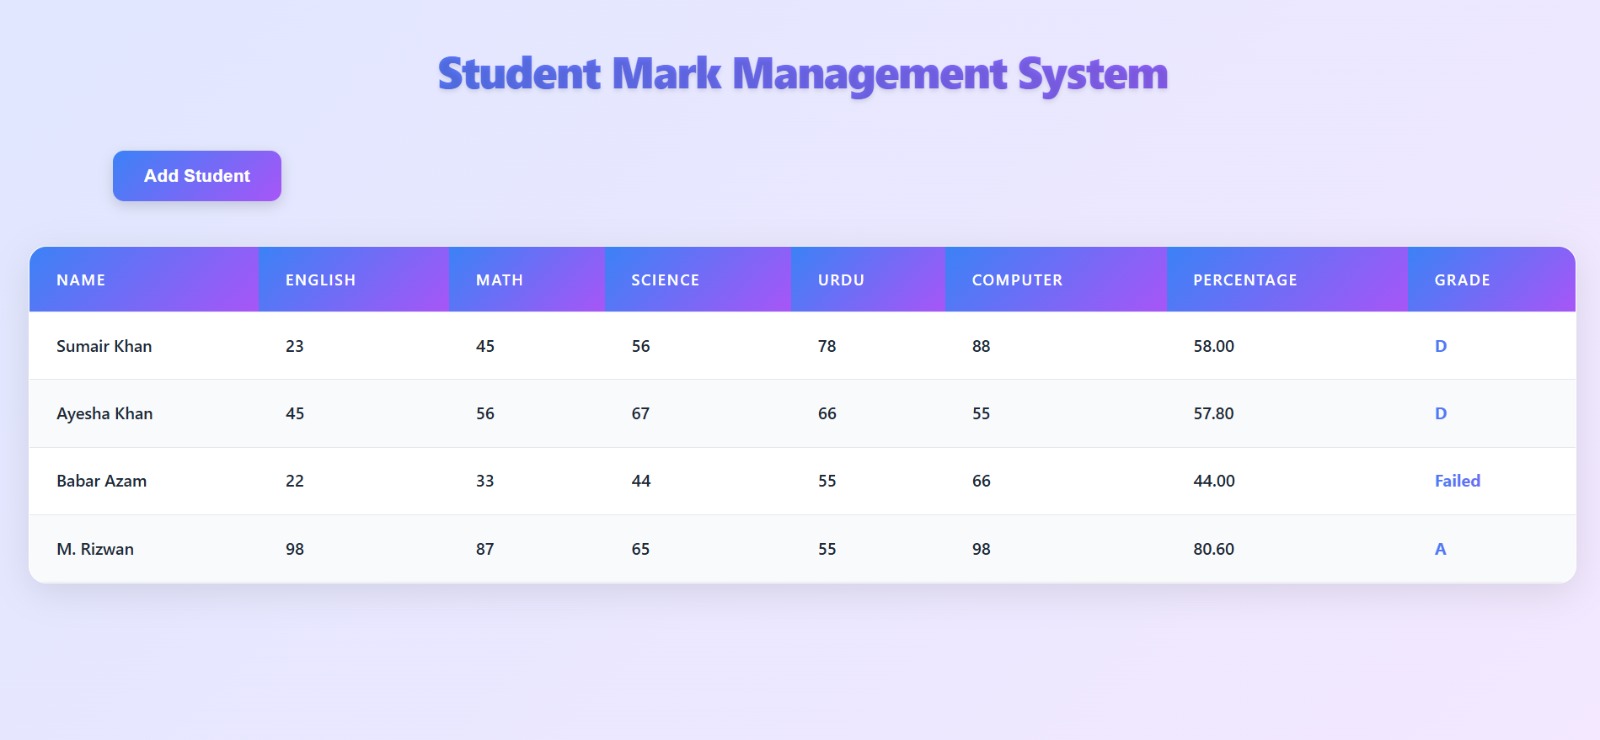 Student Mark Management System
Add Student
NAME ENGLISH MATH SCIENCE URDU COMPUTER PERCENTAGE GRADE
Sumair Khan 23 45 56 78 88 58.00 D
Ayesha Khan 45 56 67 66 55 57.80 D
Babar Azam 22 33 44 55 66 44.00 Failed
M. Rizwan 98 87 65 55 98 80.60 A